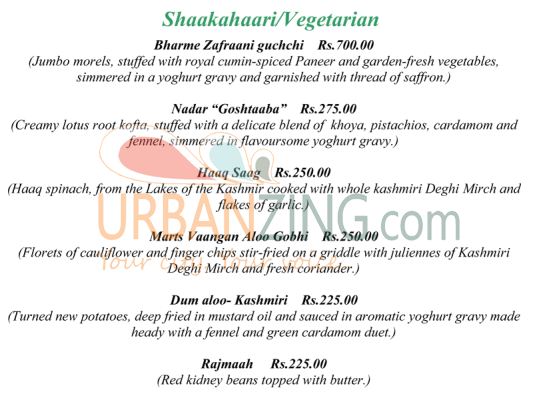 Shaakahaari/Vegetarian
Bharme Zafraani guchchi Rs.700.00
(Jumbo morels, stuffed with royal cumin-spiced Paneer and garden-fresh vegetables,
simmered in a yoghurt gravy and garnished with thread of saffron.)
Nadar “Goshtaaba” Rs.275.00
(Creamy lotus root kofta, stuffed with a delicate blend of khoya, pistachios, cardamom and
fennel, simmered in flavoursome yoghurt gravy.)
Haaq Saag Rs.250.00
(Haaq spinach, from the Lakes of the Kashmir cooked with whole kashmiri Deghi Mirch and
flakes of garlic.)
URBANZING.com
Marts Vaangan Aloo Gobhi Rs.250.00
(Florets of cauliflower and finger chips stir-fried on a griddle with juliennes of Kashmiri
Your city. Your voice
Deghi Mirch and fresh coriander.)
Dum aloo- Kashmiri Rs.225.00
(Turned new potatoes, deep fried in mustard oil and sauced in aromatic yoghurt gravy made
heady with a fennel and green cardamom duet.)
Rajmaah Rs.225.00
(Red kidney beans topped with butter.)